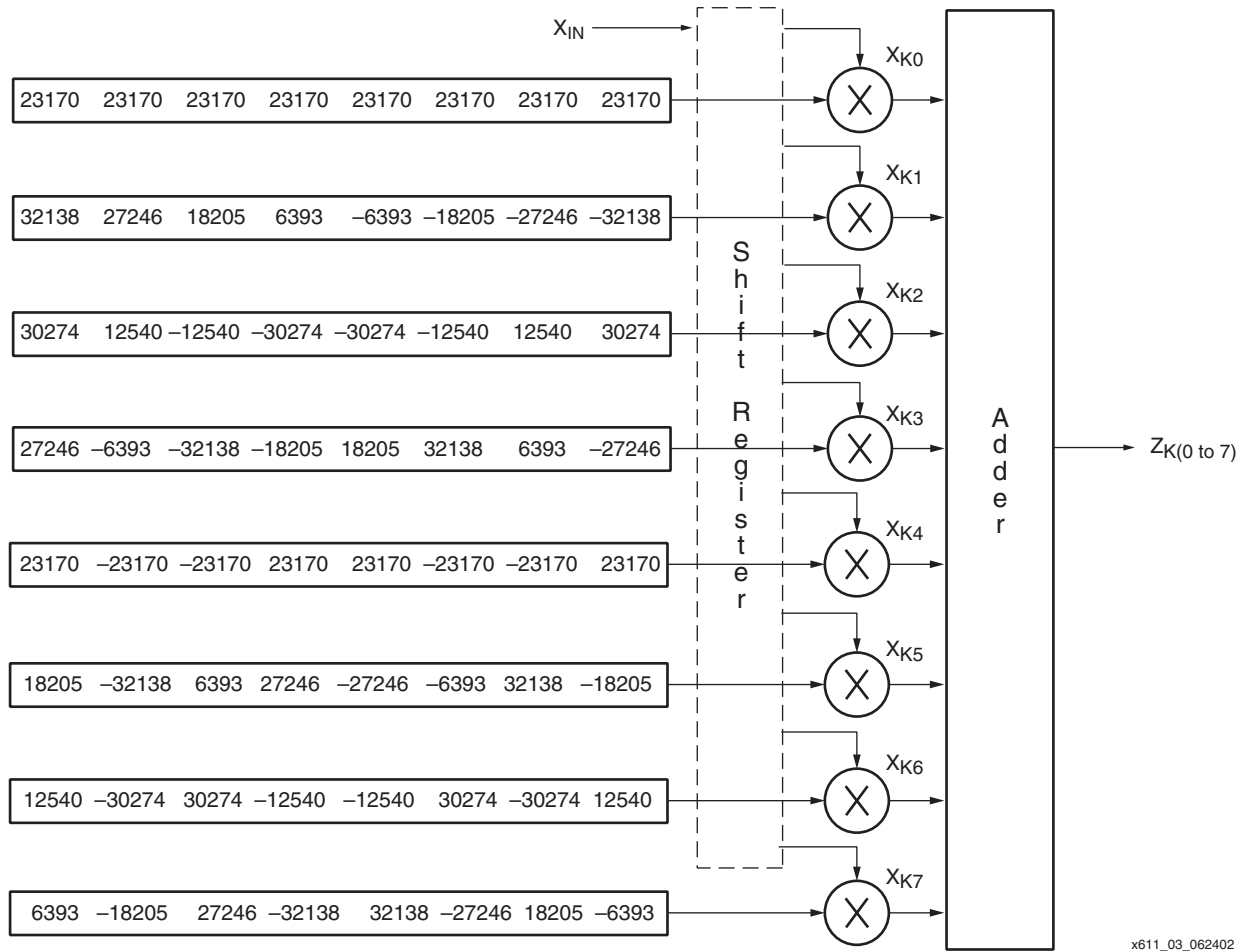 X_IN
X_K0
23170 23170 23170 23170 23170 23170 23170 23170
X_K1
32138 27246 18205 6393 –6393 –18205 –27246 –32138
X_K2
30274 12540 –12540 –30274 –30274 –12540 12540 30274
X_K3
27246 –6393 –32138 –18205 18205 32138 6393 –27246
Shift Register
Adder
Z_K(0 to 7)
X_K4
23170 –23170 –23170 23170 23170 –23170 –23170 23170
X_K5
18205 –32138 6393 27246 –27246 –6393 32138 –18205
X_K6
12540 –30274 30274 –12540 –12540 30274 –30274 12540
X_K7
6393 –18205 27246 –32138 32138 –27246 18205 –6393
x611_03_062402